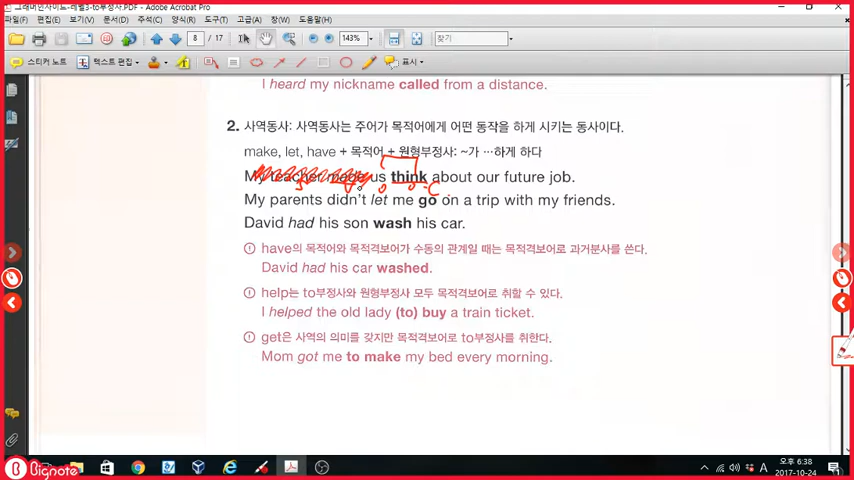 그래머인사이트-레벨3-to부정사.PDF - Adobe Acrobat Pro
파일(F) 편집(E) 보기(V) 문서(D) 주석(C) 양식(R) 도구(T) 고급(A) 창(W) 도움말(H)
8 / 17 143% 찾기
스티커 노트 텍스트 편집 표시
I heard my nickname called from a distance.
2. 사역동사: 사역동사는 주어가 목적어에게 어떤 동작을 하게 시키는 동사이다.
make, let, have + 목적어 + 원형부정사: ~가 …하게 하다
My teacher made us think about our future job.
S V O O·C
My parents didn't let me go on a trip with my friends.
David had his son wash his car.
have의 목적어와 목적격보어가 수동의 관계일 때는 목적격보어로 과거분사를 쓴다.
David had his car washed.
help는 to부정사와 원형부정사 모두 목적격보어로 취할 수 있다.
I helped the old lady (to) buy a train ticket.
get은 사역의 의미를 갖지만 목적격보어로 to부정사를 취한다.
Mom got me to make my bed every morning.
Bignote
A 오후 6:38
2017-10-24